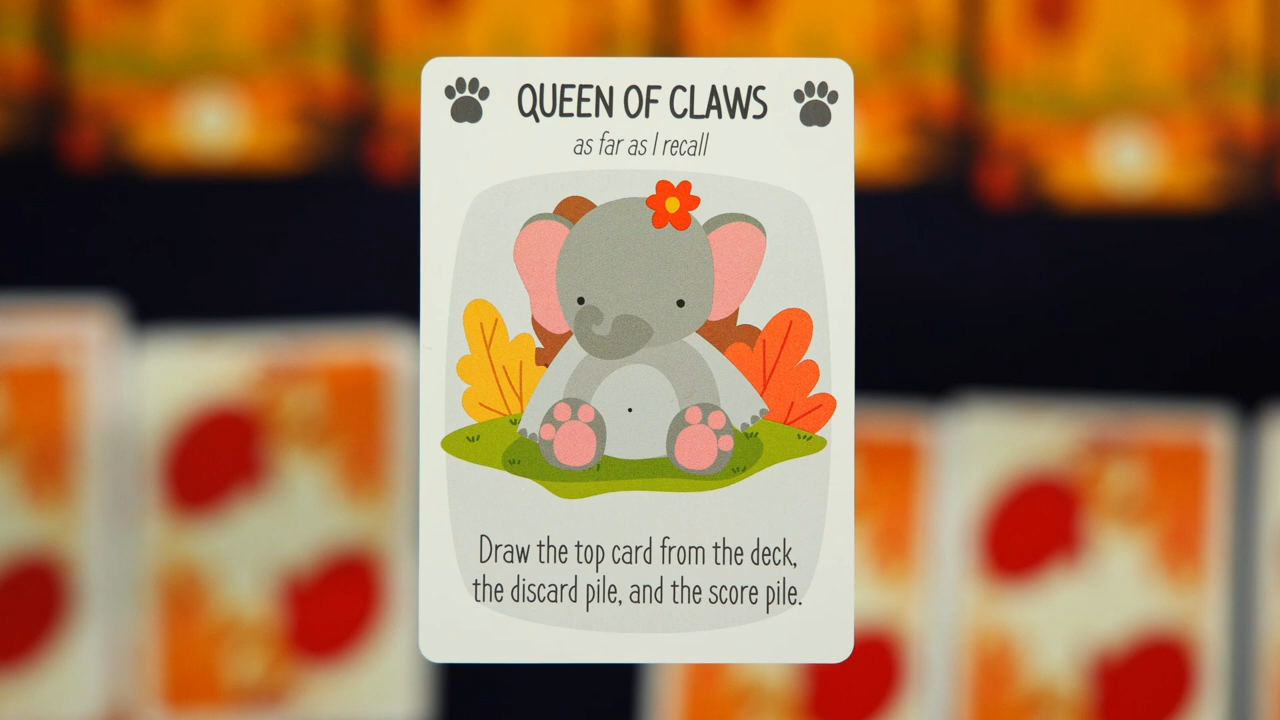 QUEEN OF CLAWS
as far as I recall
Draw the top card from the deck,
the discard pile, and the score pile.